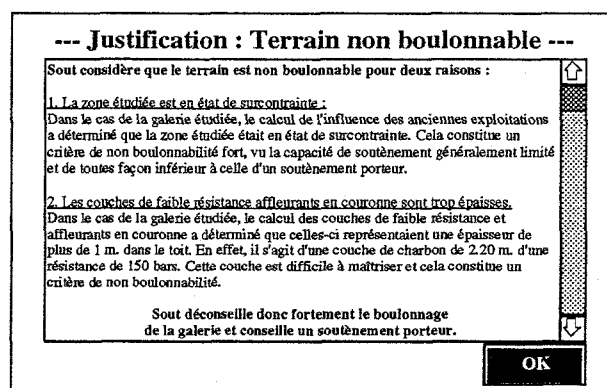 --- Justification : Terrain non boulonnable ---
Sout considère que le terrain est non boulonnable pour deux raisons :
1. La zone étudiée est en état de surcontrainte :
Dans le cas de la galerie étudiée, le calcul de l'influence des anciennes exploitations
a déterminé que la zone étudiée était en état de surcontrainte. Cela constitue un
critère de non boulonnabilité fort, vu la capacité de soutènement généralement limité
et de toutes façon inférieur à celle d'un soutènement porteur.
2. Les couches de faible résistance affleurants en couronne sont trop épaisses.
Dans le cas de la galerie étudiée, le calcul des couches de faible résistance et
affleurants en couronne a déterminé que celles-ci représentaient une épaisseur de
plus de 1 m. dans le toit. En effet, il s'agit d'une couche de charbon de 2.20 m. d'une
résistance de 150 bars. Cette couche est difficile à maîtriser et cela constitue un
critère de non boulonnabilité.
Sout déconseille donc fortement le boulonnage
de la galerie et conseille un soutènement porteur.
OK